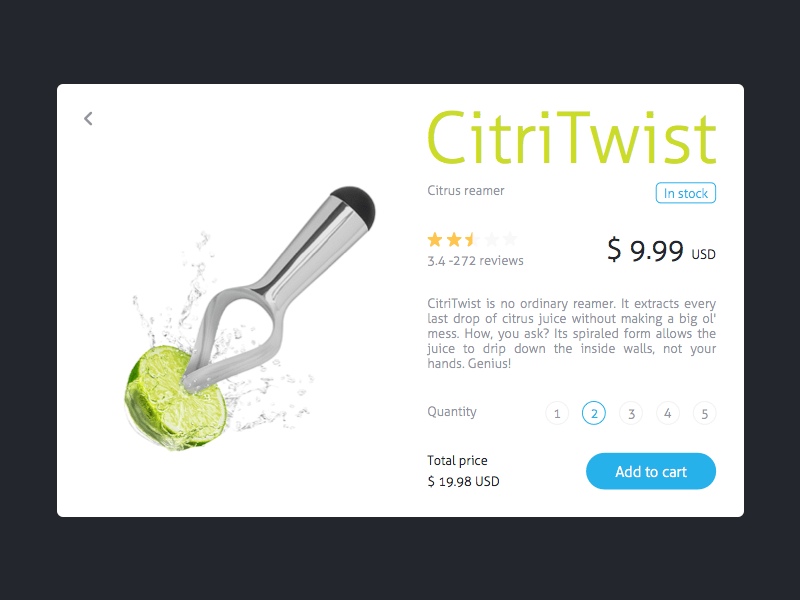 CitriTwist
Citrus reamer
In stock
3.4 -272 reviews
$ 9.99 USD
CitriTwist is no ordinary reamer. It extracts every
last drop of citrus juice without making a big ol'
mess. How, you ask? Its spiraled form allows the
juice to drip down the inside walls, not your
hands. Genius!
Quantity
1 2 3 4 5
Total price
$ 19.98 USD
Add to cart